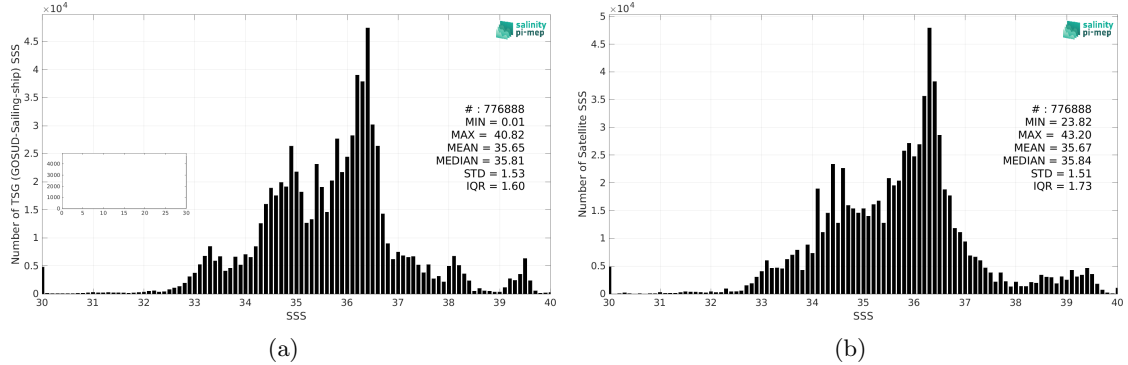 ×10⁴
Number of TSG (GOSUD-Sailing-ship) SSS
4.5
4
3.5
3
2.5
2
1.5
1
0.5
0
4000
3000
2000
1000
0
0 5 10 15 20 25 30
salinity
pi-mep
# : 776888
MIN = 0.01
MAX = 40.82
MEAN = 35.65
MEDIAN = 35.81
STD = 1.53
IQR = 1.60
30 31 32 33 34 35 36 37 38 39 40
SSS
(a)
×10⁴
Number of Satellite SSS
5
4.5
4
3.5
3
2.5
2
1.5
1
0.5
0
salinity
pi-mep
# : 776888
MIN = 23.82
MAX = 43.20
MEAN = 35.67
MEDIAN = 35.84
STD = 1.51
IQR = 1.73
30 31 32 33 34 35 36 37 38 39 40
SSS
(b)